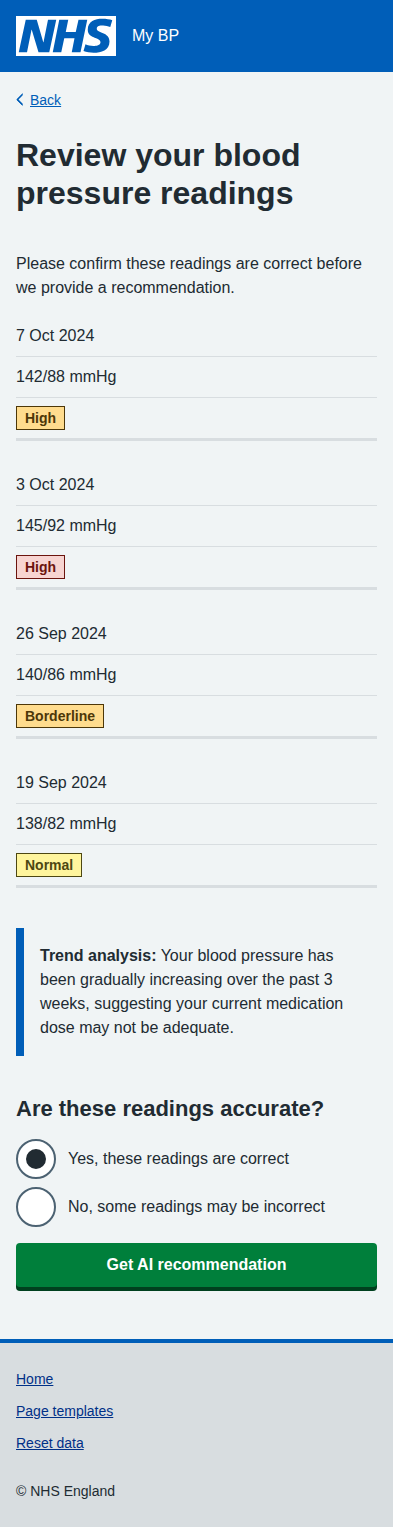 NHS
My BP
Back
Review your blood
pressure readings
Please confirm these readings are correct before
we provide a recommendation.
7 Oct 2024
142/88 mmHg
High
3 Oct 2024
145/92 mmHg
High
26 Sep 2024
140/86 mmHg
Borderline
19 Sep 2024
138/82 mmHg
Normal
Trend analysis: Your blood pressure has
been gradually increasing over the past 3
weeks, suggesting your current medication
dose may not be adequate.
Are these readings accurate?
Yes, these readings are correct
No, some readings may be incorrect
Get AI recommendation
Home
Page templates
Reset data
© NHS England